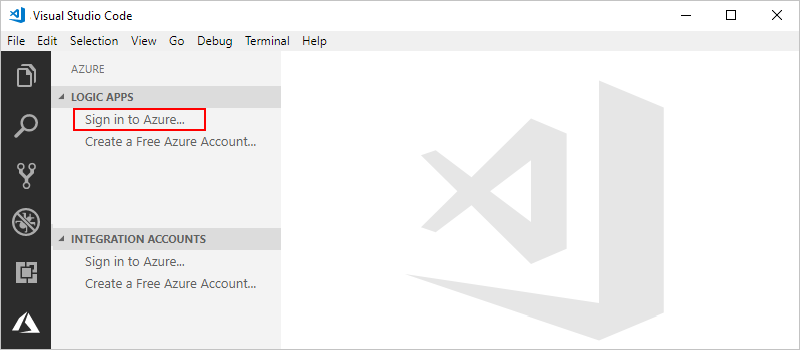 Visual Studio Code
File Edit Selection View Go Debug Terminal Help
AZURE
LOGIC APPS
Sign in to Azure...
Create a Free Azure Account...
INTEGRATION ACCOUNTS
Sign in to Azure...
Create a Free Azure Account...